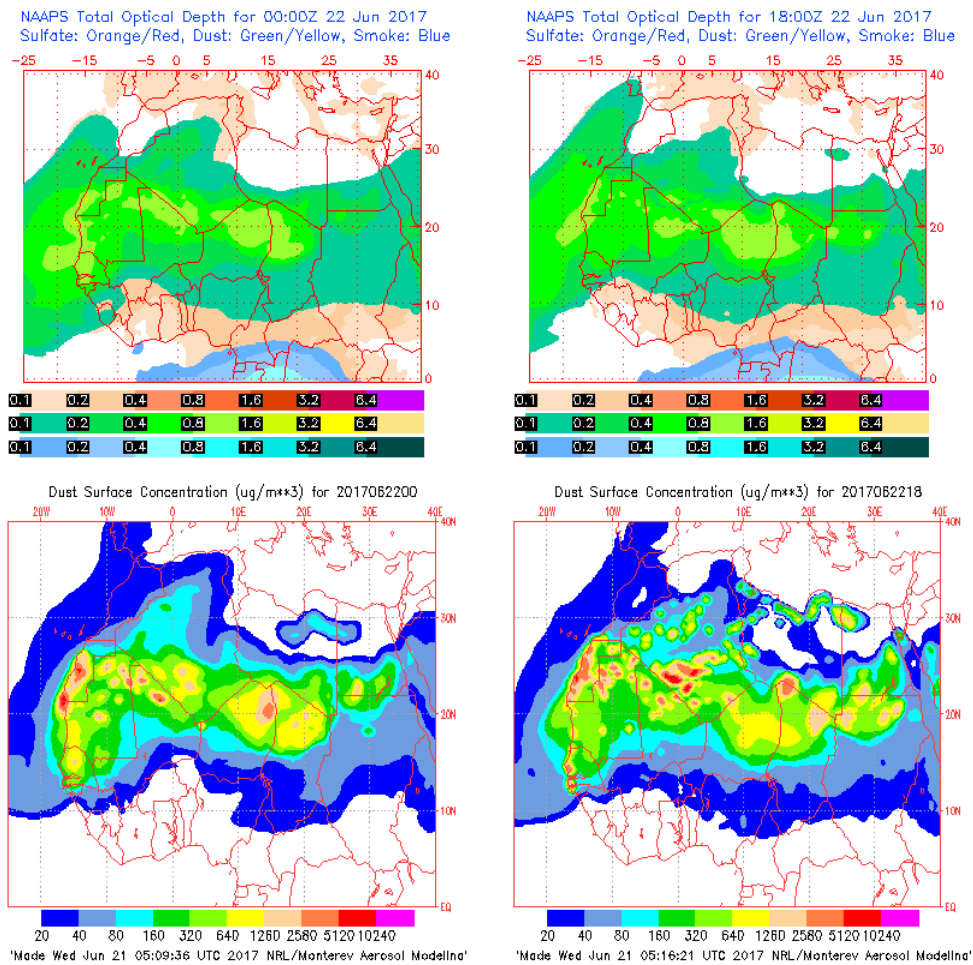 NAAPS Total Optical Depth for 00:00Z 22 Jun 2017
Sulfate: Orange/Red, Dust: Green/Yellow, Smoke: Blue
-25 -15 -5 0 5 15 25 35
40
30
20
10
0
0.1 0.2 0.4 0.8 1.6 3.2 6.4
0.1 0.2 0.4 0.8 1.6 3.2 6.4
0.1 0.2 0.4 0.8 1.6 3.2 6.4
NAAPS Total Optical Depth for 18:00Z 22 Jun 2017
Sulfate: Orange/Red, Dust: Green/Yellow, Smoke: Blue
-25 -15 -5 0 5 15 25 35
40
30
20
10
0
0.1 0.2 0.4 0.8 1.6 3.2 6.4
0.1 0.2 0.4 0.8 1.6 3.2 6.4
0.1 0.2 0.4 0.8 1.6 3.2 6.4
Dust Surface Concentration (ug/m**3) for 2017062200
20W 10W 0 10E 20E 30E 40E
40N
30N
20N
10N
EQ
20 40 80 160 320 640 1260 2580 5120 10240
'Made Wed Jun 21 05:09:36 UTC 2017 NRL/Monterey Aerosol Modeling'
Dust Surface Concentration (ug/m**3) for 2017062218
20W 10W 0 10E 20E 30E 40E
40N
30N
20N
10N
EQ
20 40 80 160 320 640 1260 2580 5120 10240
'Made Wed Jun 21 05:16:21 UTC 2017 NRL/Monterey Aerosol Modeling'